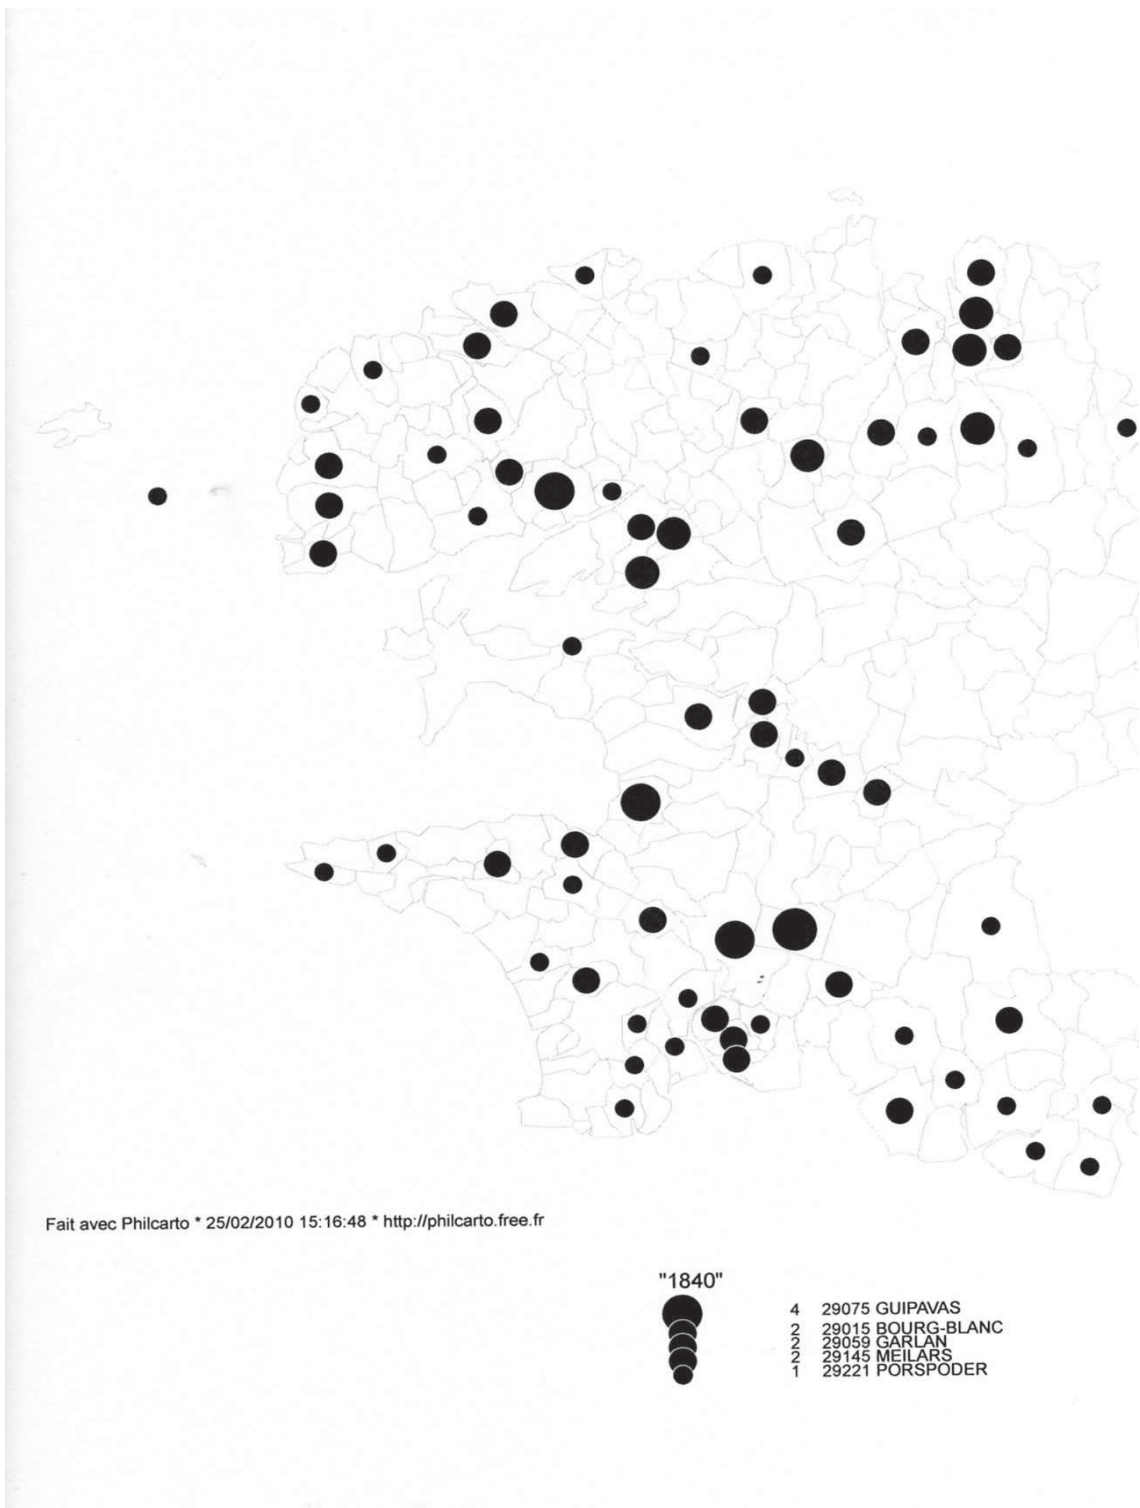 Fait avec Philcarto * 25/02/2010 15:16:48 * http://philcarto.free.fr
"1840"
4 29075 GUIPAVAS
2 29015 BOURG-BLANC
2 29059 GARLAN
2 29145 MEILARS
1 29221 PORSPODER